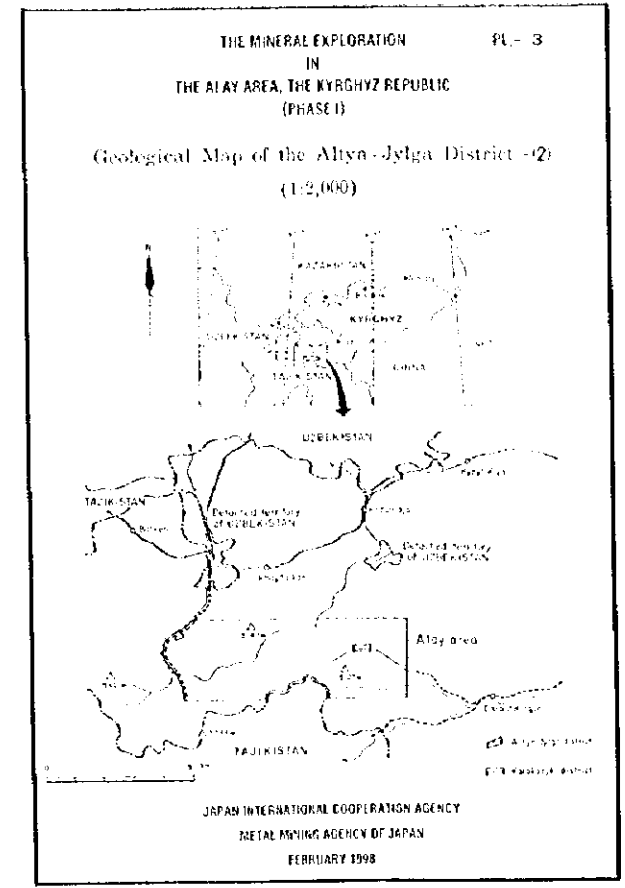 THE MINERAL EXPLORATION
PL.- 3
IN
THE ALAY AREA, THE KYRGHYZ REPUBLIC
(PHASE I)
Geological Map of the Altyn-Jylga District -(2)
(1:2,000)
N
KAZAKHSTAN
KYRGHYZ
UZBEKISTAN
CHINA
TAJIKISTAN
UZBEKISTAN
TAJIKISTAN
Detached territory
of UZBEKISTAN
Detached territory
of UZBEKISTAN
Alay area
TAJIKISTAN
district
district
JAPAN INTERNATIONAL COOPERATION AGENCY
METAL MINING AGENCY OF JAPAN
FEBRUARY 1998